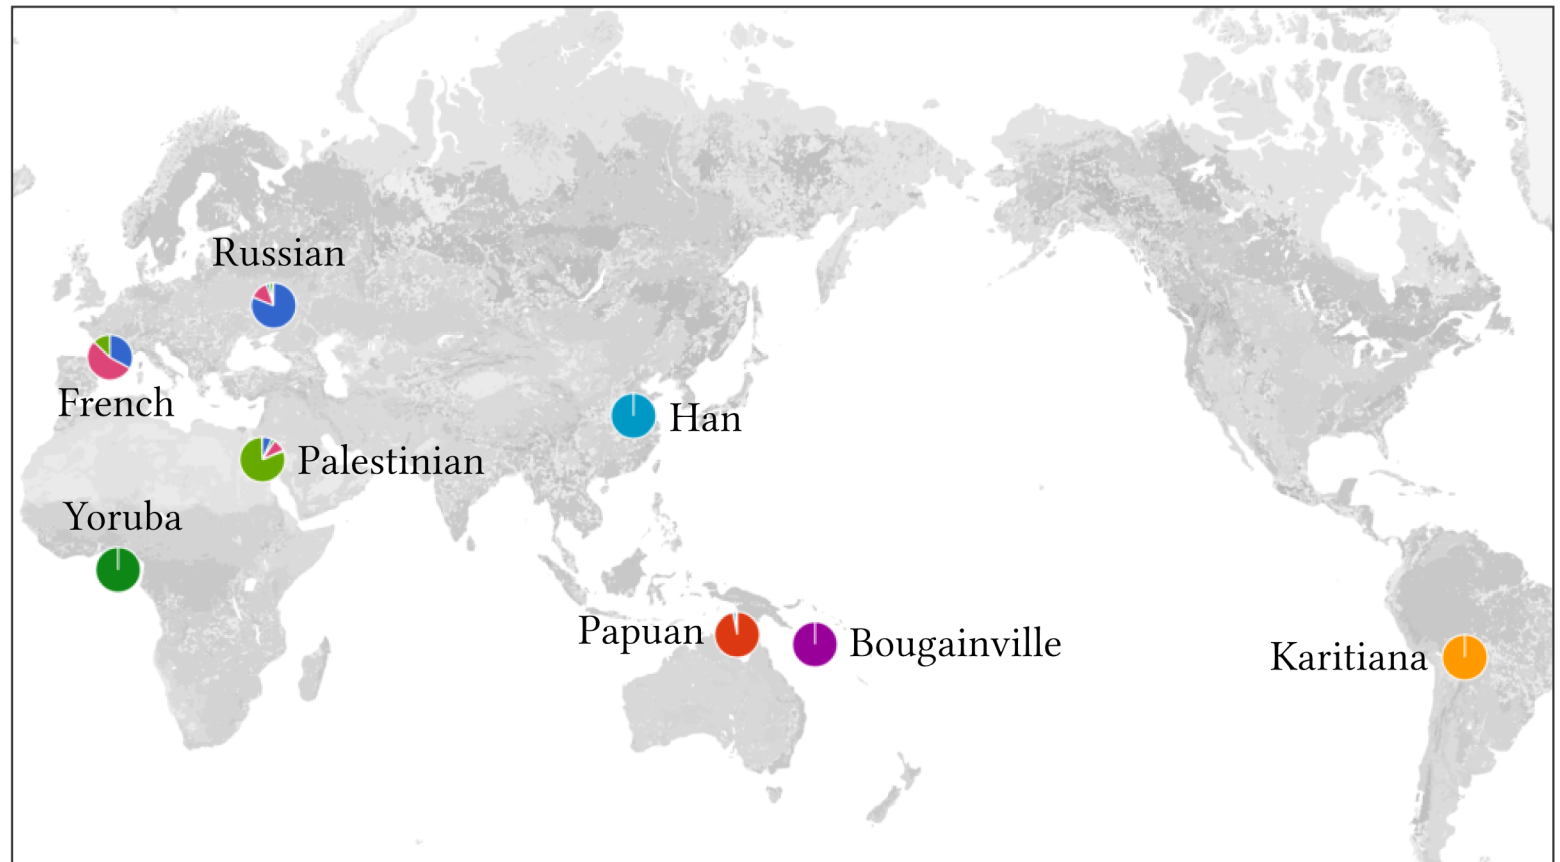 Russian
French
Han
Palestinian
Yoruba
Papuan
Bougainville
Karitiana